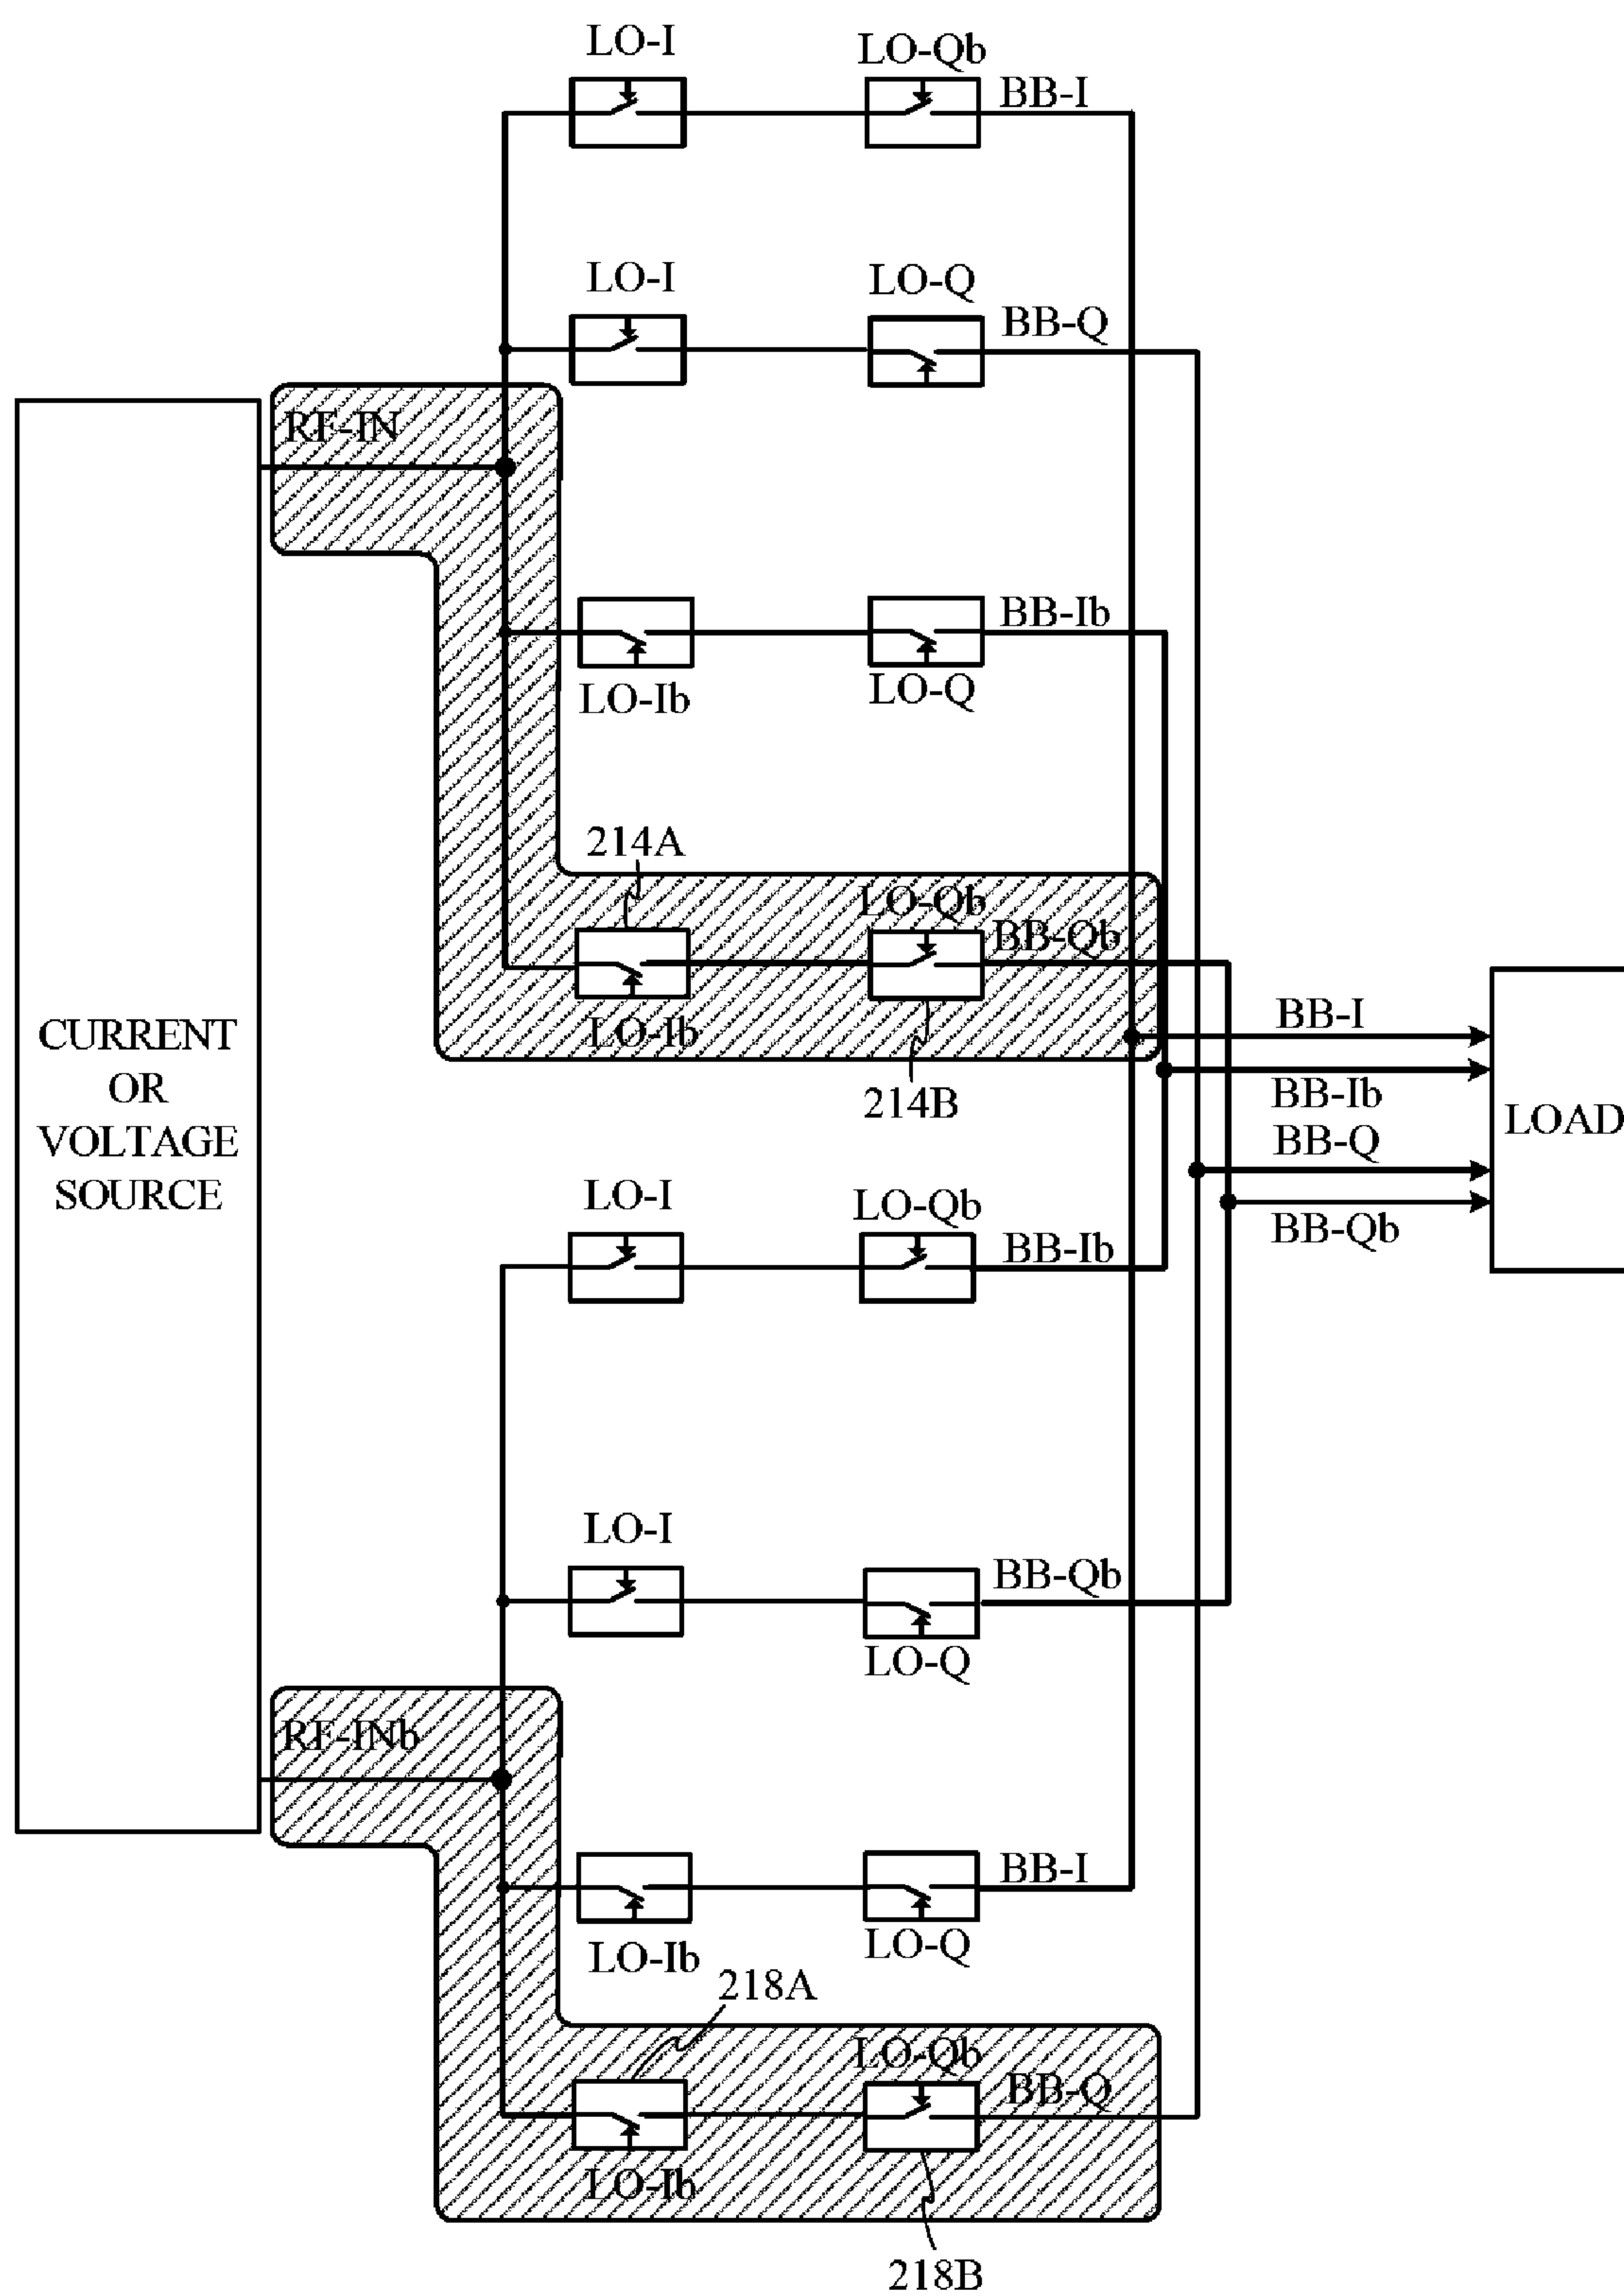 LO-I
LO-Qb
BB-I
LO-I
LO-Q
BB-Q
RF-IN
BB-Ib
LO-Ib
LO-Q
214A
LO-Qb
BB-Qb
LO-Ib
214B
CURRENT
OR
VOLTAGE
SOURCE
BB-I
BB-Ib
BB-Q
BB-Qb
LOAD
LO-I
LO-Qb
BB-Ib
LO-I
BB-Qb
LO-Q
RF-INb
BB-I
LO-Ib
LO-Q
218A
LO-Qb
BB-Q
LO-Ib
218B